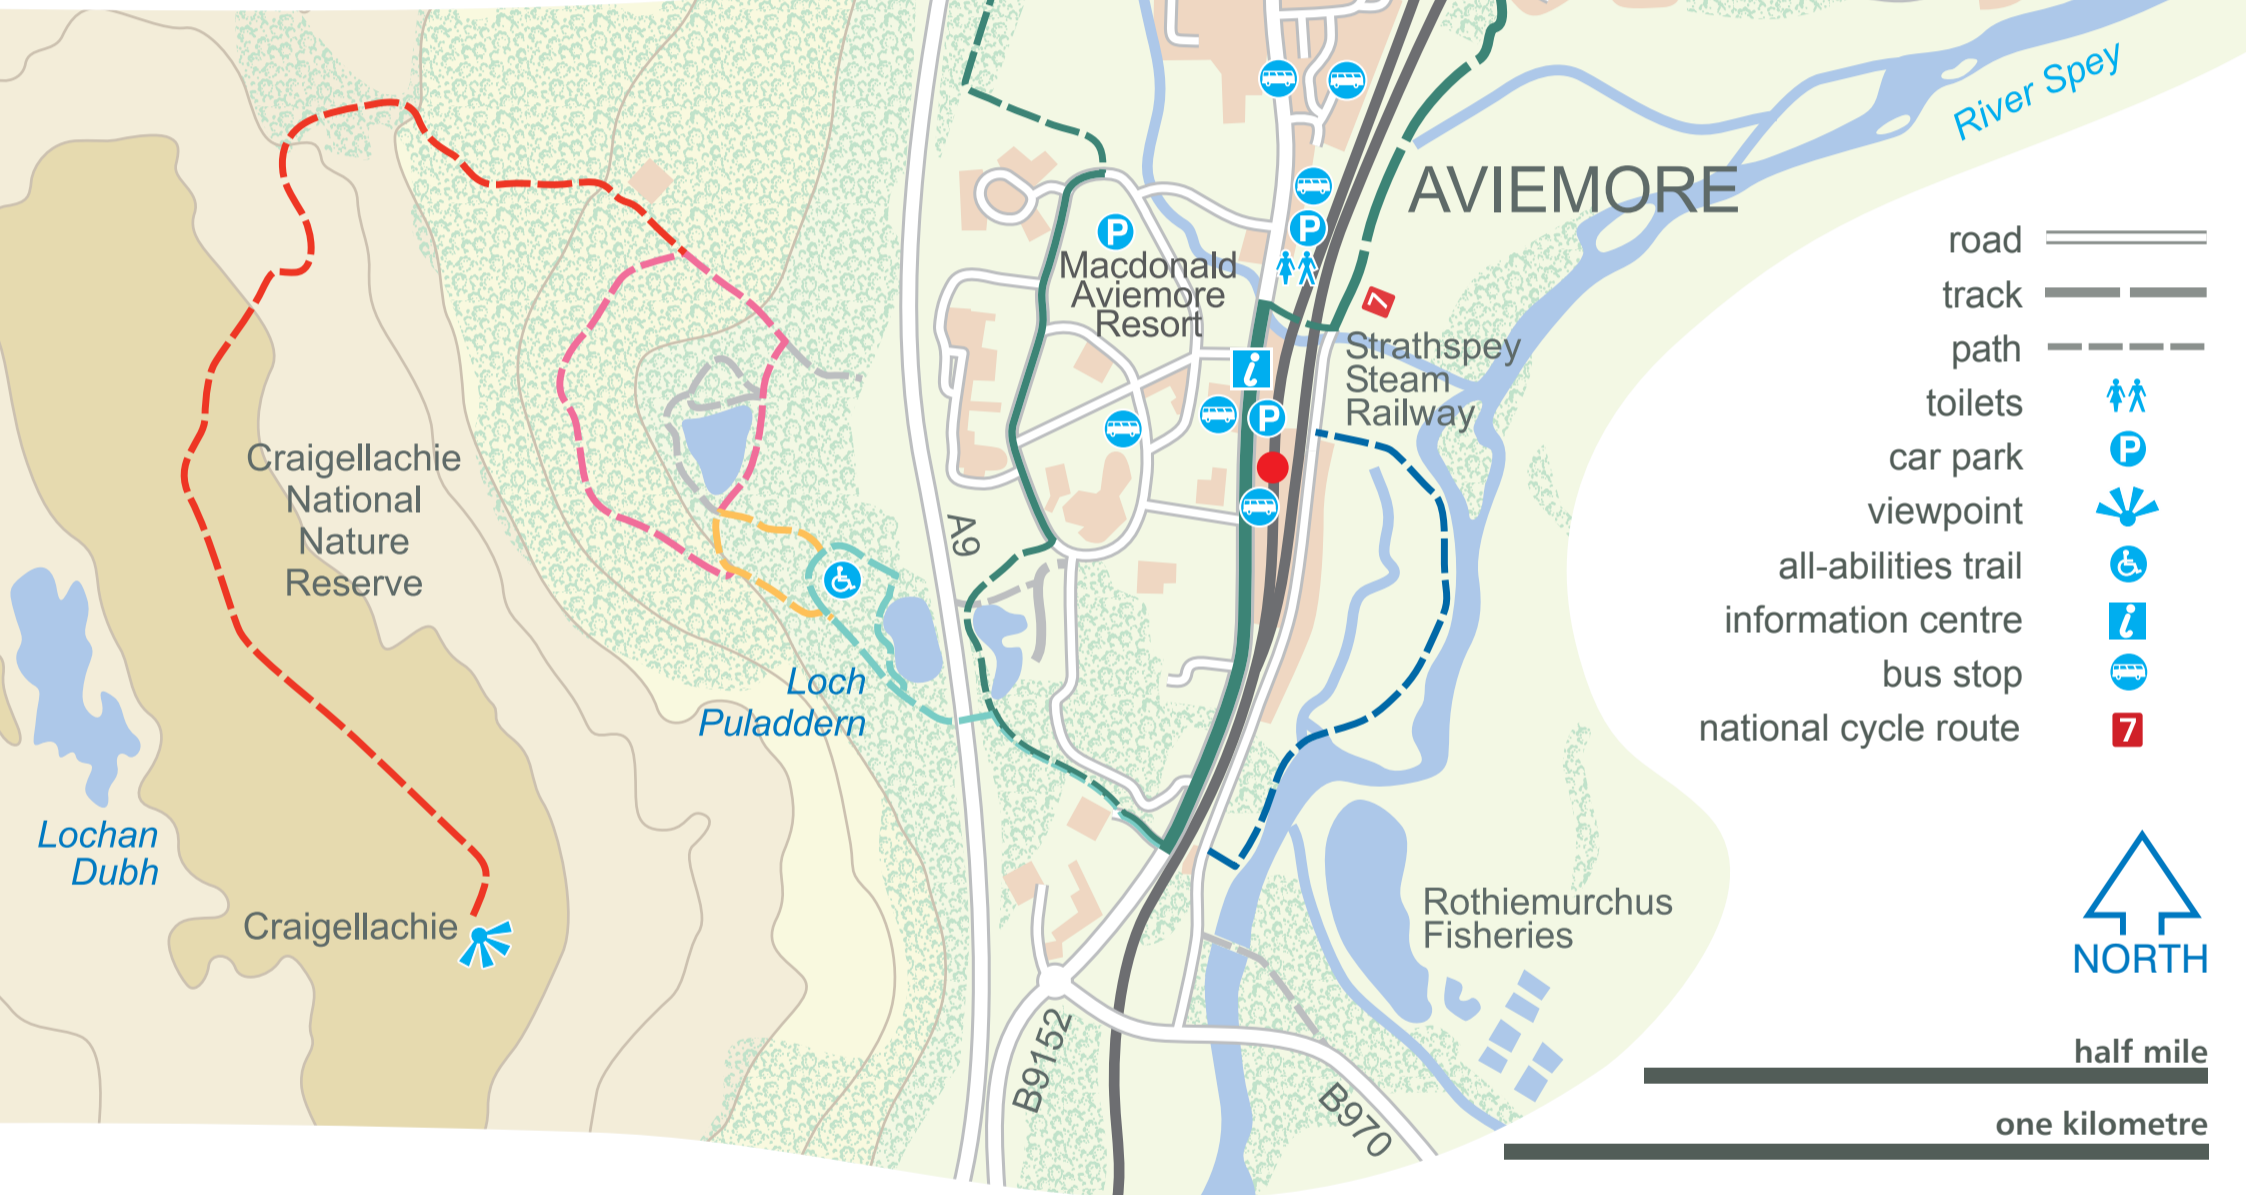 River Spey
AVIEMORE
P
P
Macdonald
Aviemore
Resort
7
Strathspey
Steam
Railway
i
P
Craigellachie
National
Nature
Reserve
A9
Loch
Puladdern
Lochan
Dubh
Craigellachie
Rothiemurchus
Fisheries
B9152
B970
road
track
path
toilets
car park
P
viewpoint
all-abilities trail
information centre
i
bus stop
national cycle route
7
NORTH
half mile
one kilometre